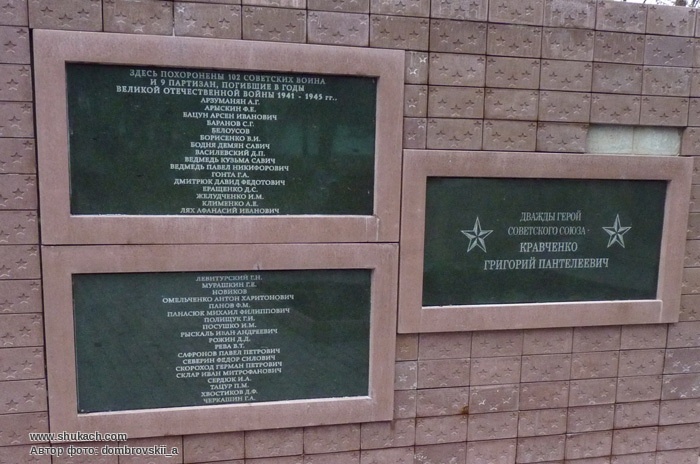 ЗДЕСЬ ПОХОРОНЕНЫ 102 СОВЕТСКИХ ВОИНА
И 9 ПАРТИЗАН, ПОГИБШИЕ В ГОДЫ
ВЕЛИКОЙ ОТЕЧЕСТВЕННОЙ ВОЙНЫ 1941 - 1945 гг..
АРЗУМАНЯН А.Г.
АРЫСКИН Ф.Е.
БАЦУН АРСЕН ИВАНОВИЧ
БАРАНОВ С.Г.
БЕЛОУСОВ
БОРИСЕНКО В.И.
БОДНЯ ДЕМЯН САВИЧ
ВАСИЛЕВСКИЙ Д.П.
ВЕДМЕДЬ КУЗЬМА САВИЧ
ВЕДМЕДЬ ПАВЕЛ НИКИФОРОВИЧ
ГОНТА Г.А.
ДМИТРЮК ДАВИД ФЕДОТОВИЧ
ЕРАЩЕНКО Д.С.
ЖЕЛУДЧЕНКО И.М.
КЛИМЕНКО А.Е.
ЛЯХ АФАНАСИЙ ИВАНОВИЧ
ЛЕВИТУРСКИЙ Г.Н.
МУРАШКИН Г.Е.
НОВИКОВ
ОМЕЛЬЧЕНКО АНТОН ХАРИТОНОВИЧ
ПАНОВ Ф.М.
ПАНАСЮК МИХАИЛ ФИЛИППОВИЧ
ПОЛИЩУК Г.И.
ПОСУШКО И.М.
РЫСКАЛЬ ИВАН АНДРЕЕВИЧ
РОЖИН Д.Д.
РЕВА В.Т.
САФРОНОВ ПАВЕЛ ПЕТРОВИЧ
СЕВЕРИН ФЕДОР СИЛОВИЧ
СКОРОХОД ГЕРМАН ПЕТРОВИЧ
СКЛАР ИВАН МИТРОФАНОВИЧ
СЕРДЮК И.А.
ТАЦУР П.М.
ХВОСТИКОВ Д.Ф.
ЧЕРКАШИН Г.А.
ДВАЖДЫ ГЕРОЙ
СОВЕТСКОГО СОЮЗА-
КРАВЧЕНКО
ГРИГОРИЙ ПАНТЕЛЕЕВИЧ
www.shukach.com
Автор фото: dombrovskii_a